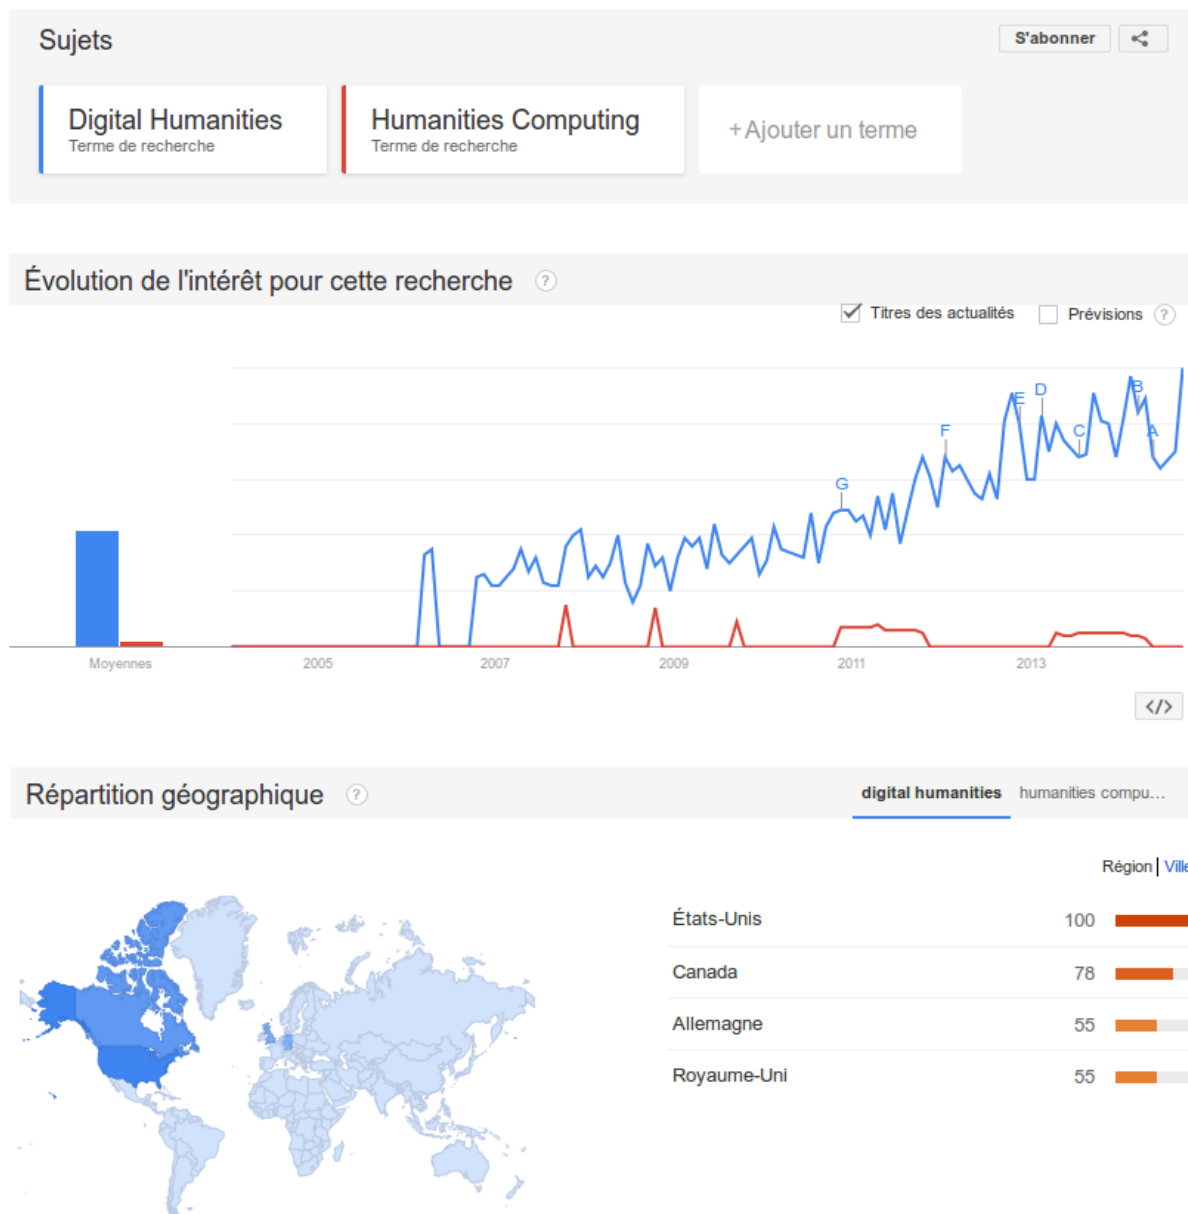 Sujets
S'abonner
Digital Humanities
Terme de recherche
Humanities Computing
Terme de recherche
+Ajouter un terme
Évolution de l'intérêt pour cette recherche ?
Titres des actualités
Prévisions ?
G
F
E
D
C
B
A
Moyennes
2005
2007
2009
2011
2013
</>
Répartition géographique ?
digital humanities
humanities compu...
Région | Ville
États-Unis 100
Canada 78
Allemagne 55
Royaume-Uni 55